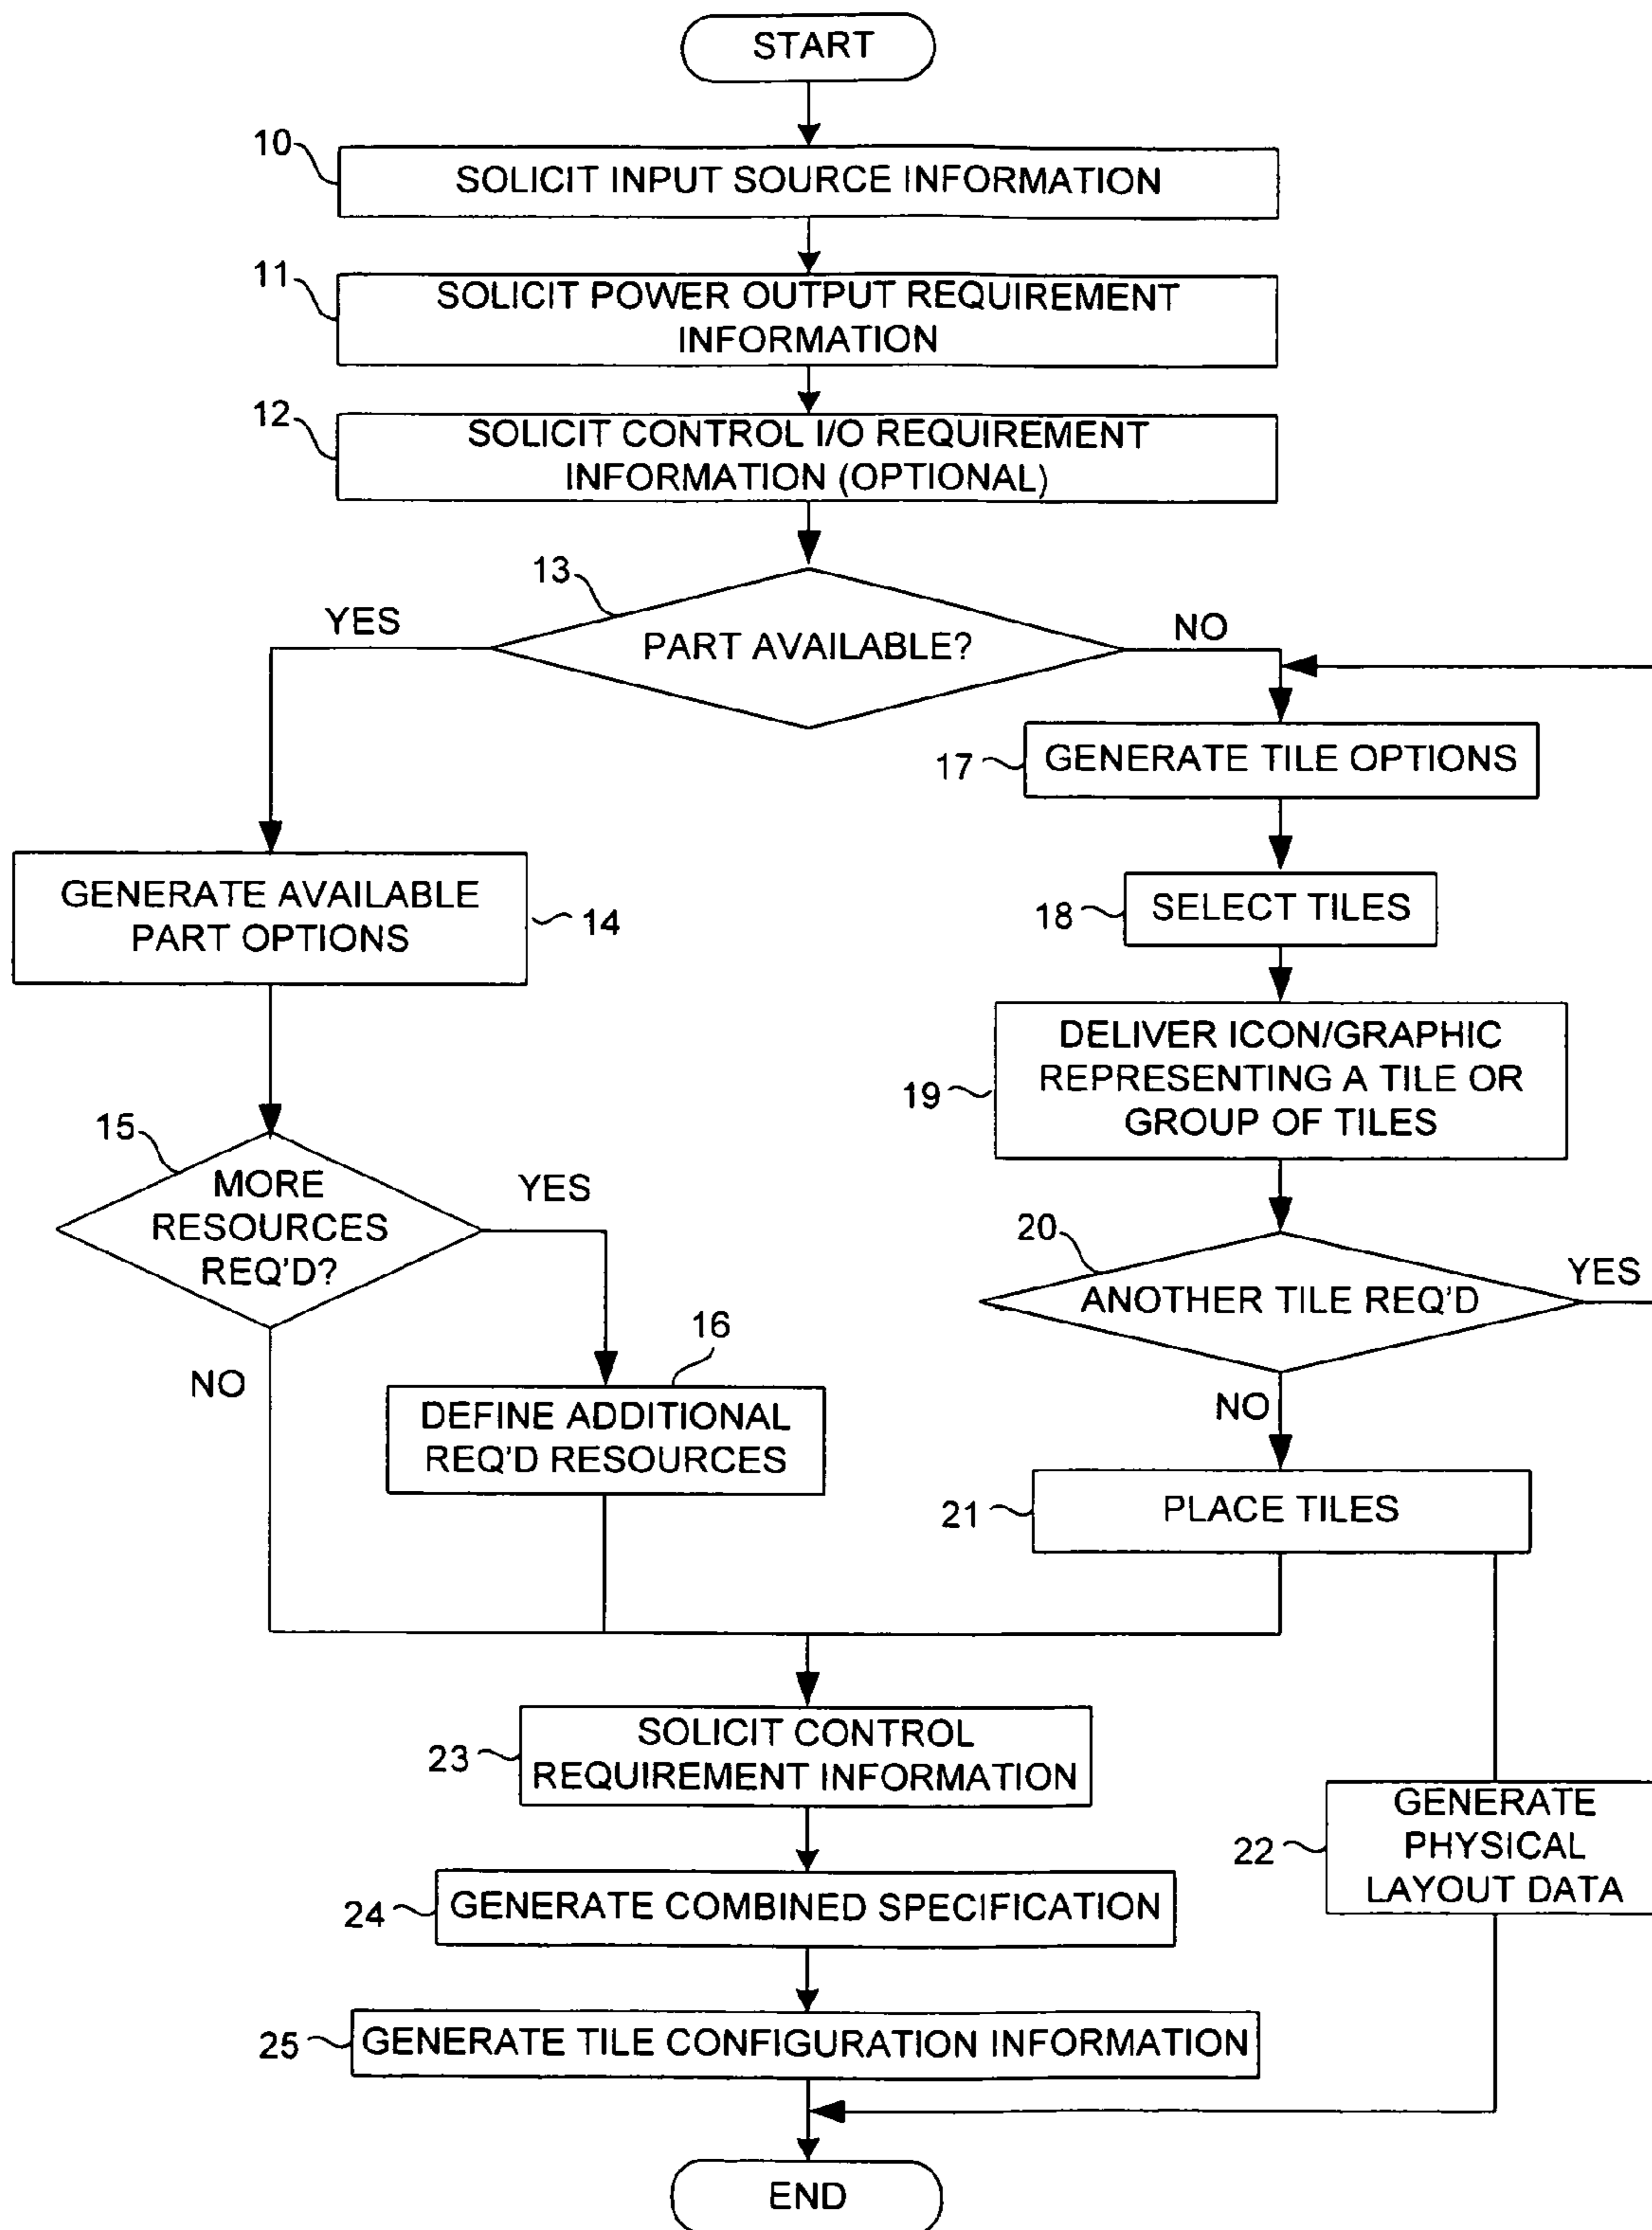 START
10
SOLICIT INPUT SOURCE INFORMATION
11
SOLICIT POWER OUTPUT REQUIREMENT
INFORMATION
12
SOLICIT CONTROL I/O REQUIREMENT
INFORMATION (OPTIONAL)
13
PART AVAILABLE?
YES
NO
GENERATE AVAILABLE
PART OPTIONS
14
15
MORE
RESOURCES
REQ'D?
YES
NO
16
DEFINE ADDITIONAL
REQ'D RESOURCES
17
GENERATE TILE OPTIONS
18
SELECT TILES
19
DELIVER ICON/GRAPHIC
REPRESENTING A TILE OR
GROUP OF TILES
20
ANOTHER TILE REQ'D
YES
NO
21
PLACE TILES
22
GENERATE
PHYSICAL
LAYOUT DATA
23
SOLICIT CONTROL
REQUIREMENT INFORMATION
24
GENERATE COMBINED SPECIFICATION
25
GENERATE TILE CONFIGURATION INFORMATION
END